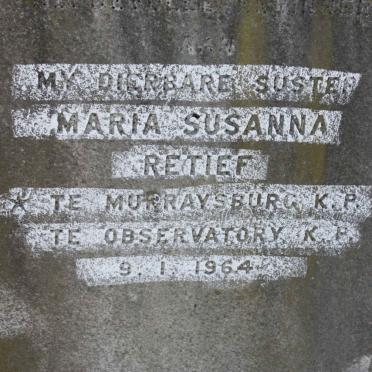 MY DIERBARE SUSTER
MARIA SUSANNA
RETIEF
* TE MURRAYSBURG K.P.
TE OBSERVATORY K.P.
9.1.1964